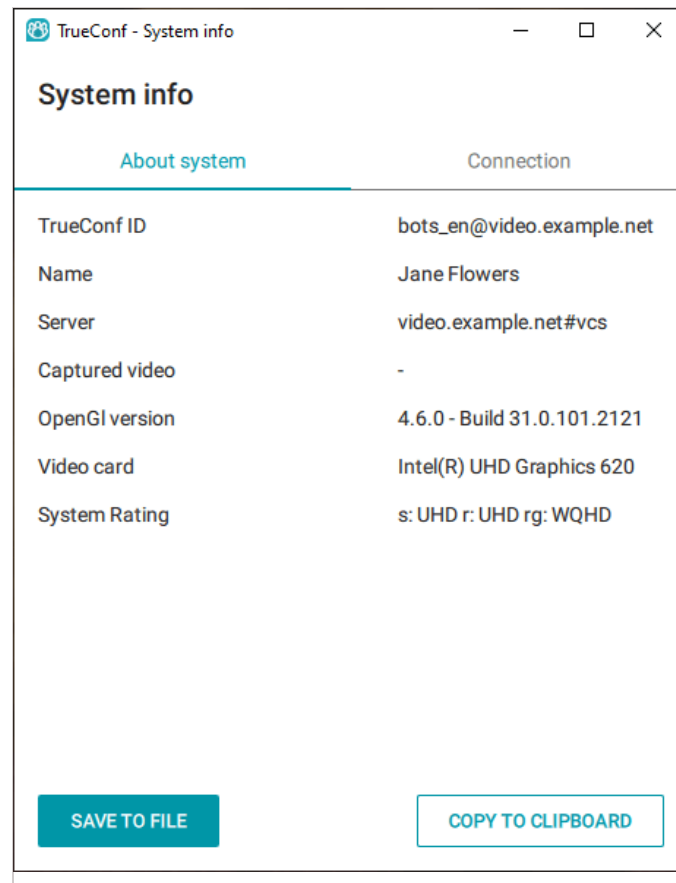 TrueConf - System info
System info
About system Connection
TrueConf ID bots_en@video.example.net
Name Jane Flowers
Server video.example.net#vcs
Captured video -
OpenGl version 4.6.0 - Build 31.0.101.2121
Video card Intel(R) UHD Graphics 620
System Rating s: UHD r: UHD rg: WQHD
SAVE TO FILE COPY TO CLIPBOARD